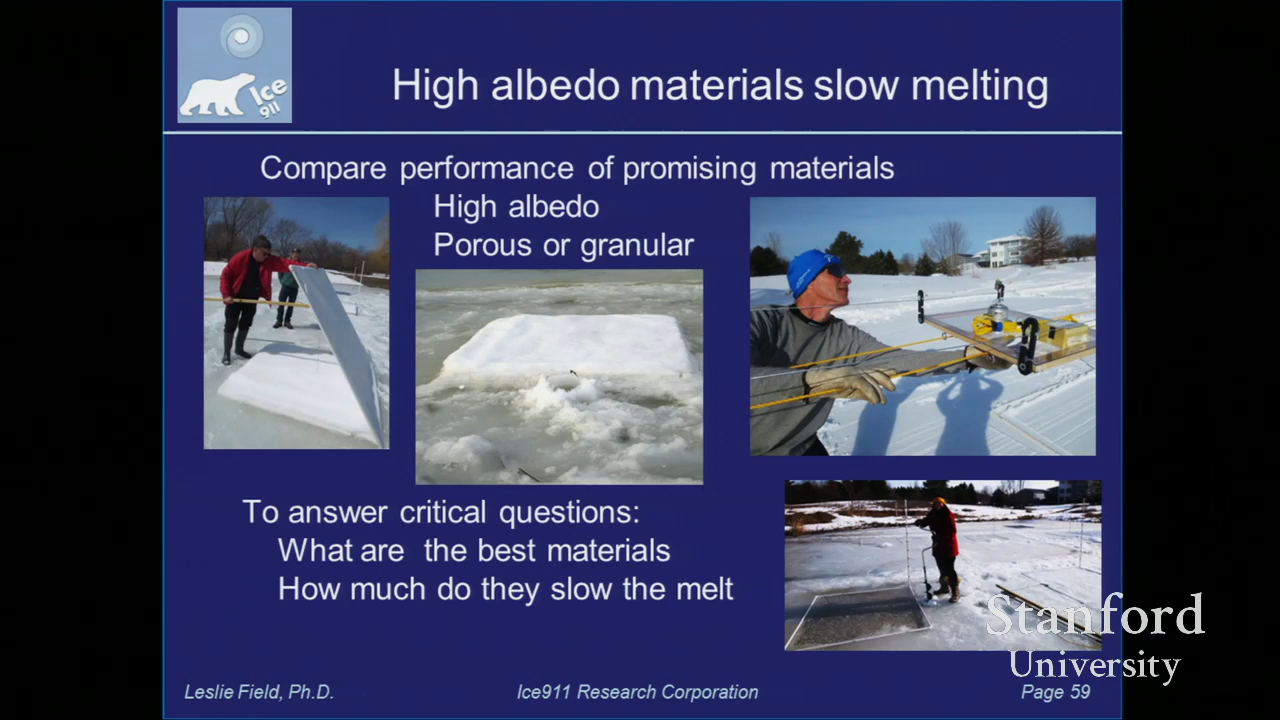 Ice
911
High albedo materials slow melting
Compare performance of promising materials
High albedo
Porous or granular
To answer critical questions:
What are the best materials
How much do they slow the melt
Stanford
University
Leslie Field, Ph.D.
Ice911 Research Corporation
Page 59